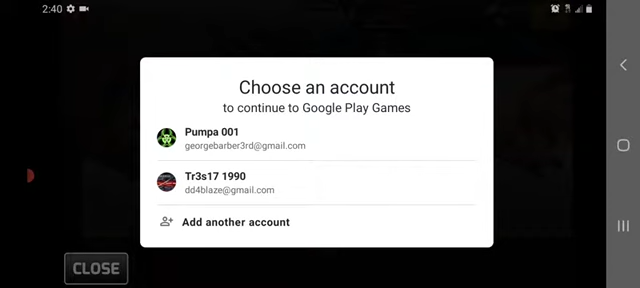 2:40
Choose an account
to continue to Google Play Games
Pumpa 001
georgebarber3rd@gmail.com
Tr3s17 1990
dd4blaze@gmail.com
Add another account
CLOSE